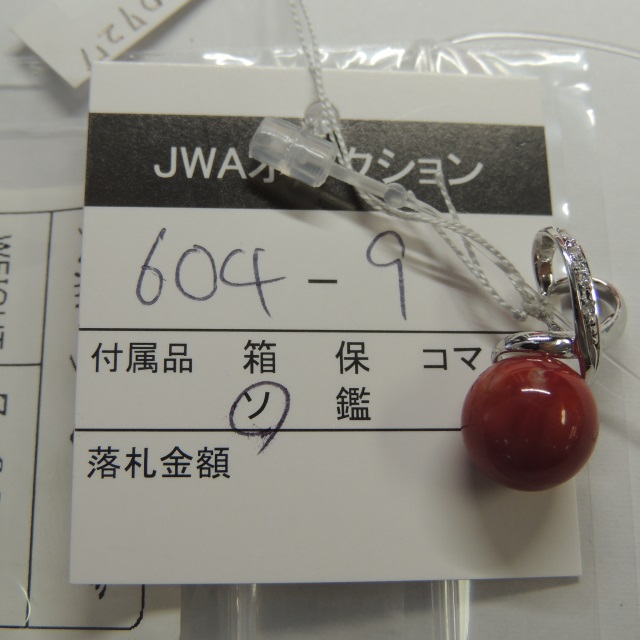 JWAオークション
604-9
付属品 箱 保 コマ
ソ 鑑
落札金額
WEIGHT